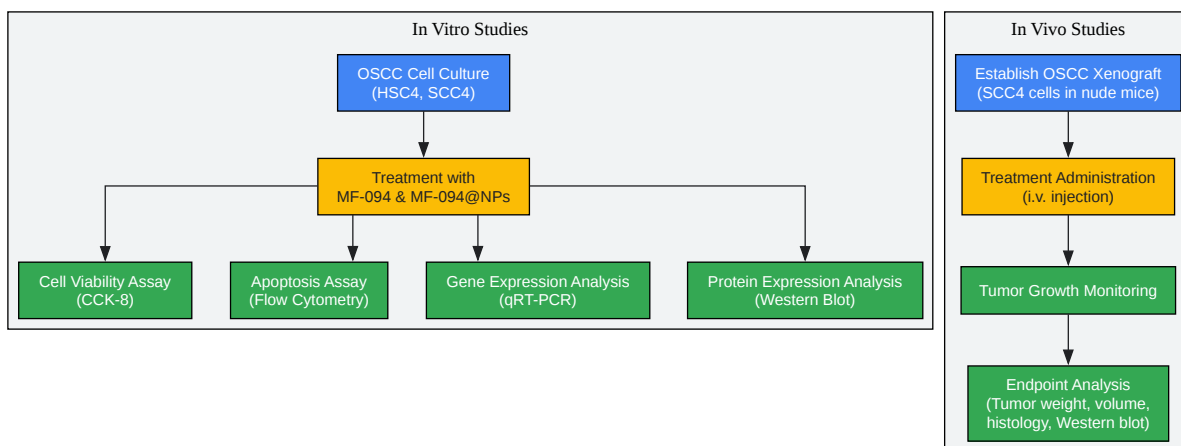 In Vitro Studies
OSCC Cell Culture
(HSC4, SCC4)
Treatment with
MF-094 & MF-094@NPs
Cell Viability Assay
(CCK-8)
Apoptosis Assay
(Flow Cytometry)
Gene Expression Analysis
(qRT-PCR)
Protein Expression Analysis
(Western Blot)
In Vivo Studies
Establish OSCC Xenograft
(SCC4 cells in nude mice)
Treatment Administration
(i.v. injection)
Tumor Growth Monitoring
Endpoint Analysis
(Tumor weight, volume,
histology, Western blot)